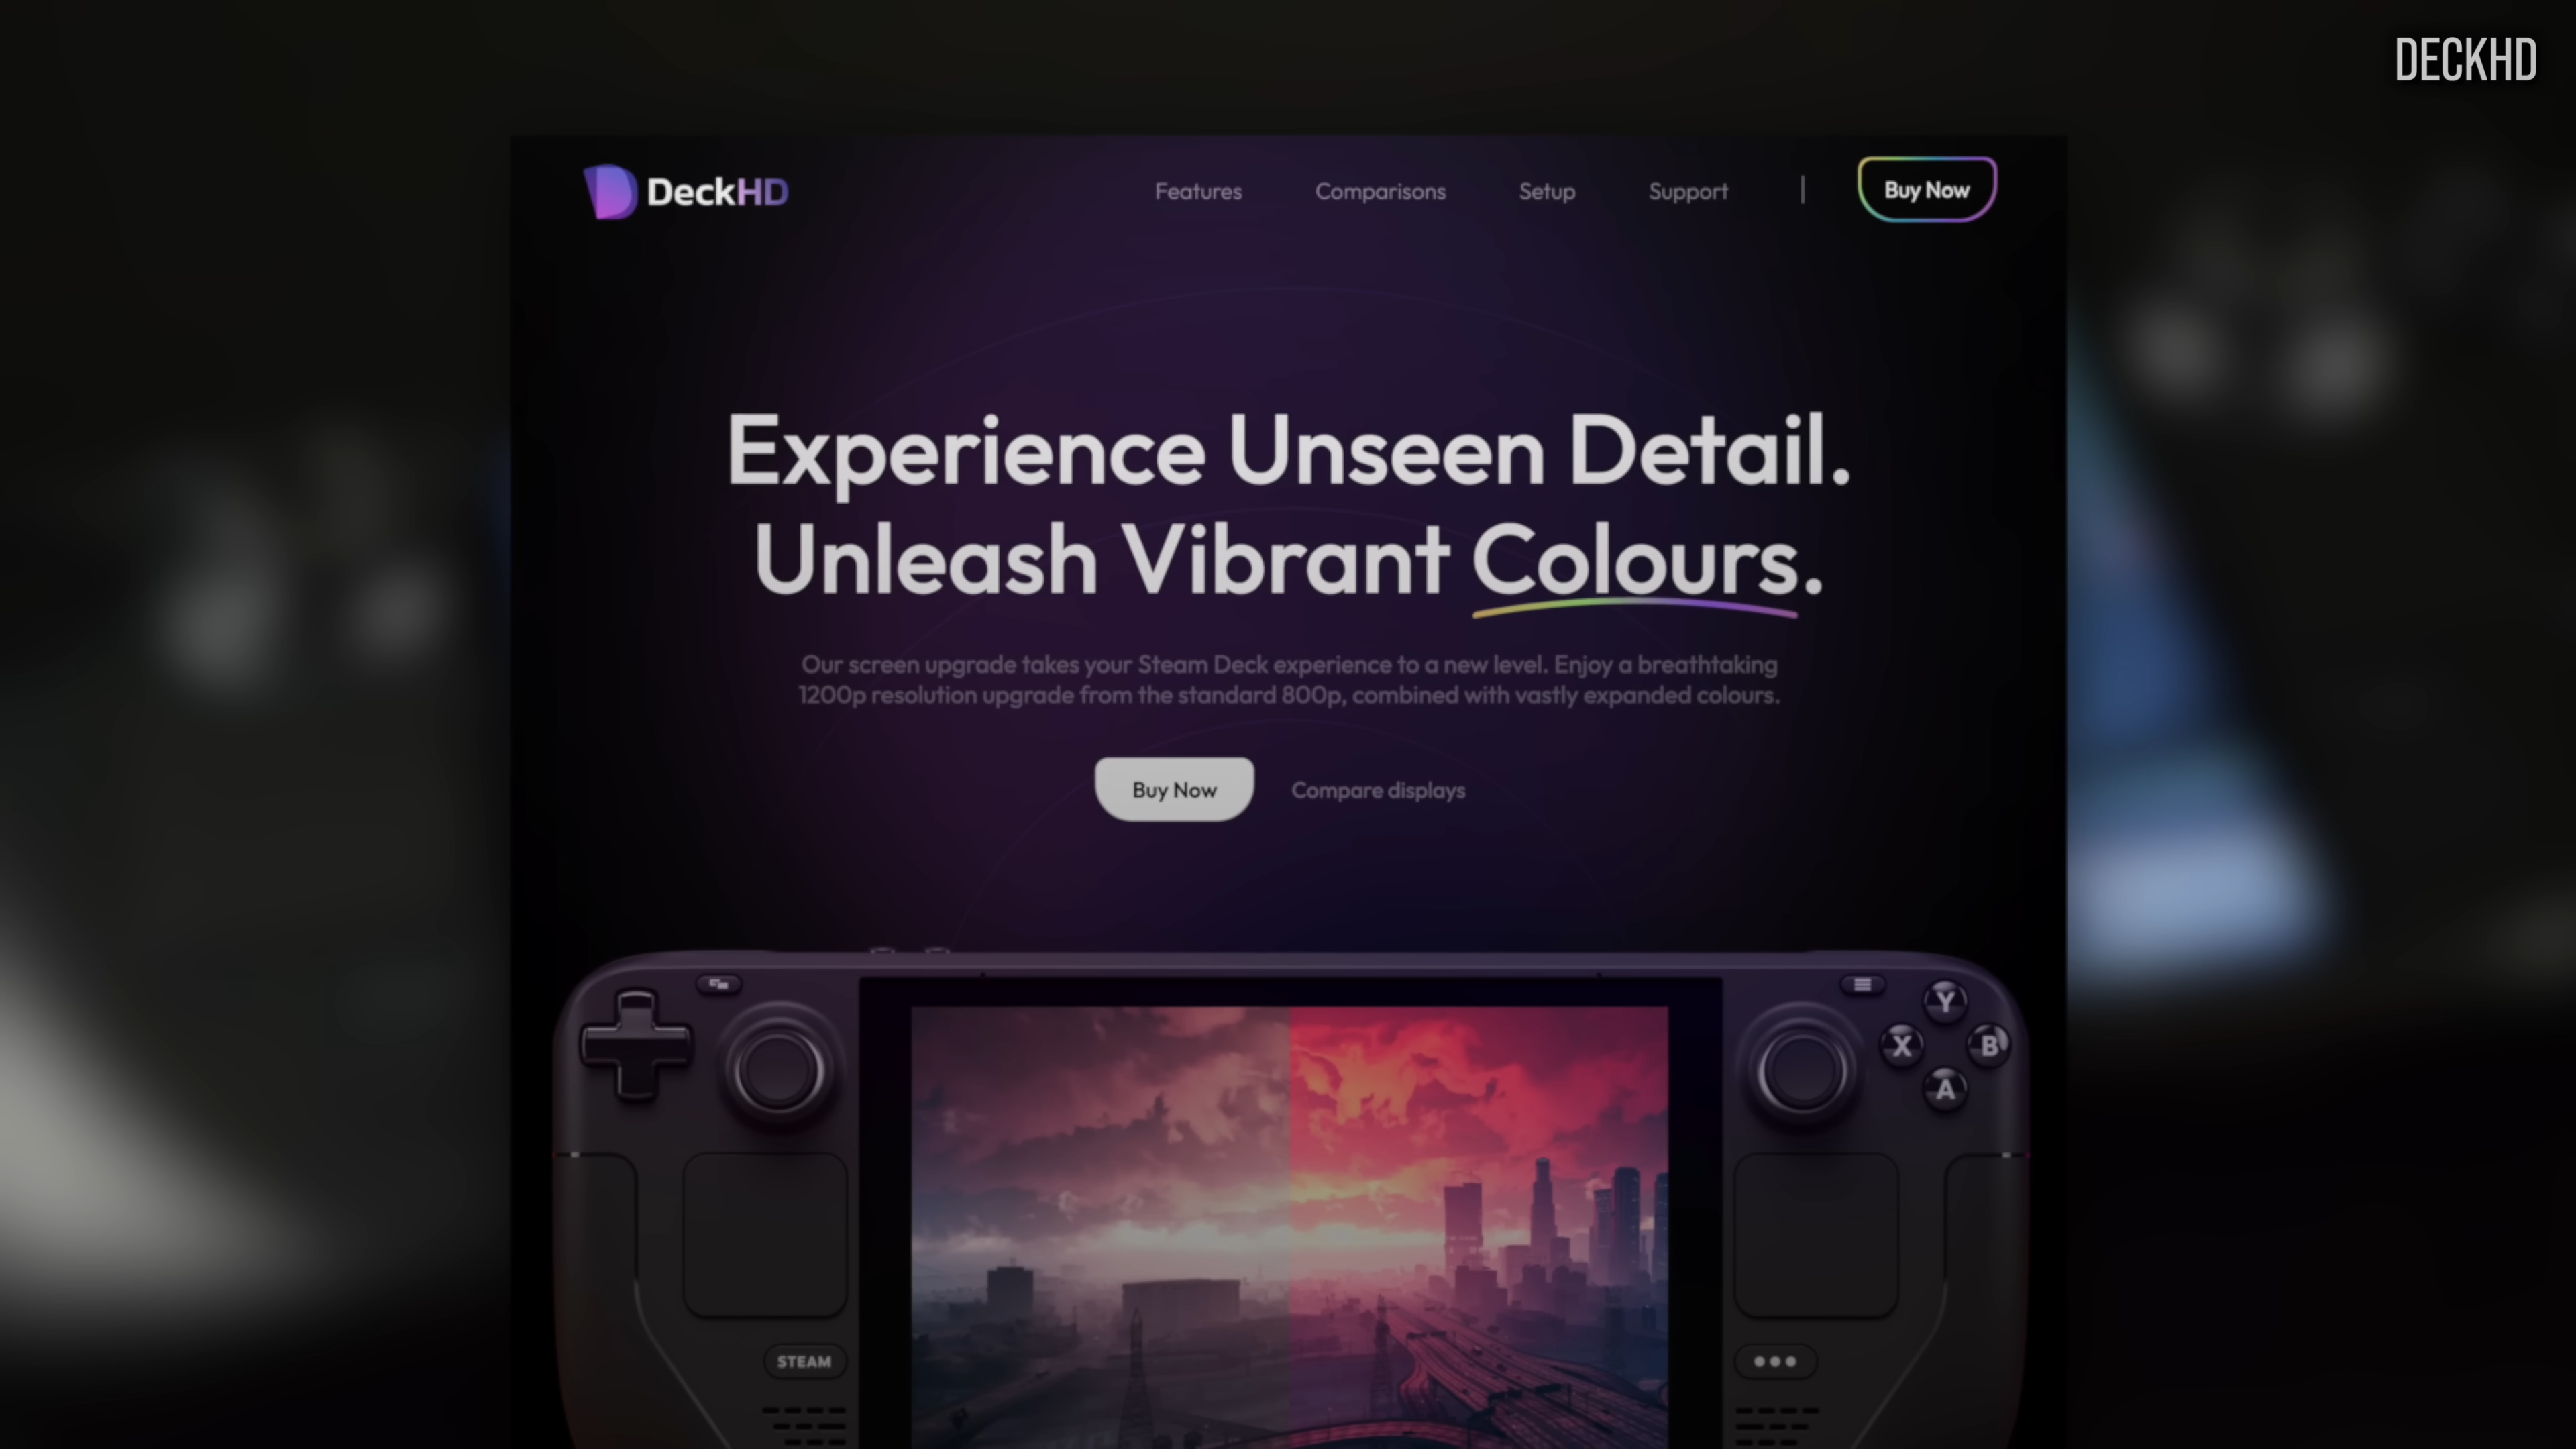 DECKHD
DeckHD
Features
Comparisons
Setup
Support
Buy Now
Experience Unseen Detail.
Unleash Vibrant Colours.
Our screen upgrade takes your Steam Deck experience to a new level. Enjoy a breathtaking
1200p resolution upgrade from the standard 800p, combined with vastly expanded colours.
Buy Now
Compare displays
Y
X
B
A
STEAM